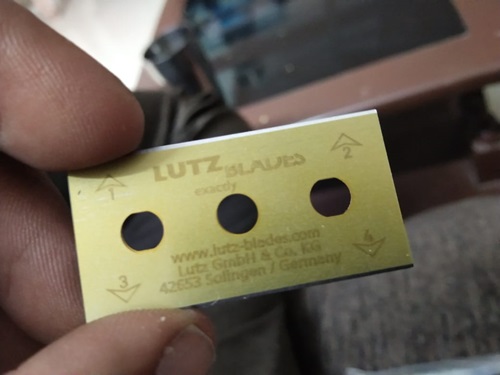 LUTZ BLADES
exactly
1
2
www.lutz-blades.com
Lutz GmbH & Co. KG
42653 Solingen / Germany
3
4